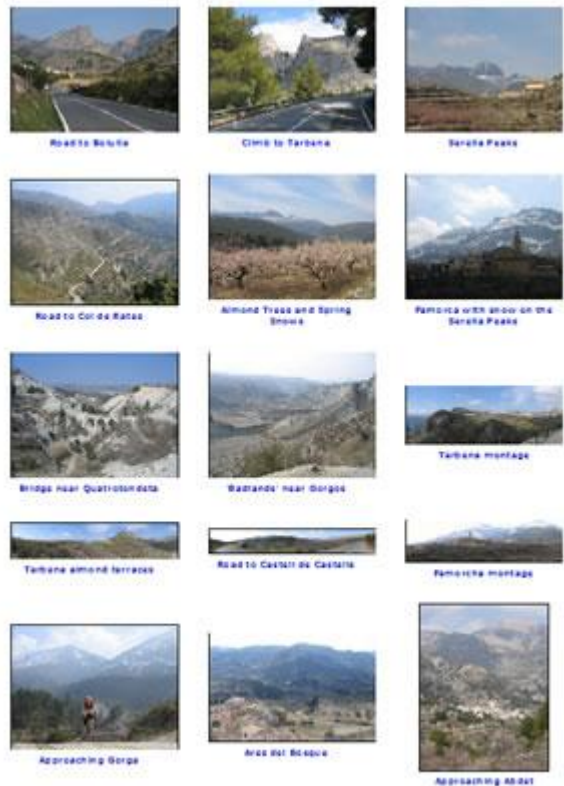 Road to Bolulla
Climb to Tarbena
Serella Peaks
Road to Col de Rates
Almond Trees and Spring
Snows
Famorca with snow on the
Serella Peaks
Bridge near Quatrotondeta
'Badlands' near Gorgos
Tarbena montage
Tarbena almond terraces
Road to Castell de Castells
Famorcha montage
Approaching Gorga
Ares del Bosque
Approaching Abdet